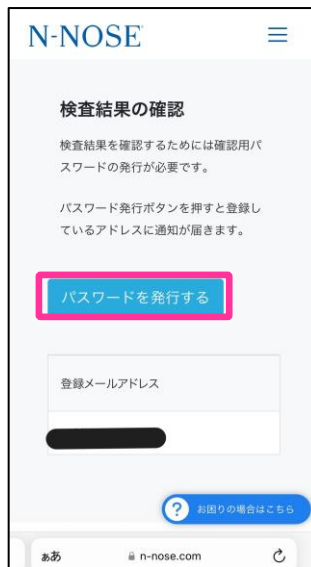 N-NOSE
検査結果の確認
検査結果を確認するためには確認用パ
スワードの発行が必要です。
パスワード発行ボタンを押すと登録し
ているアドレスに通知が届きます。
パスワードを発行する
登録メールアドレス
? お困りの場合はこちら
ぁあ n-nose.com